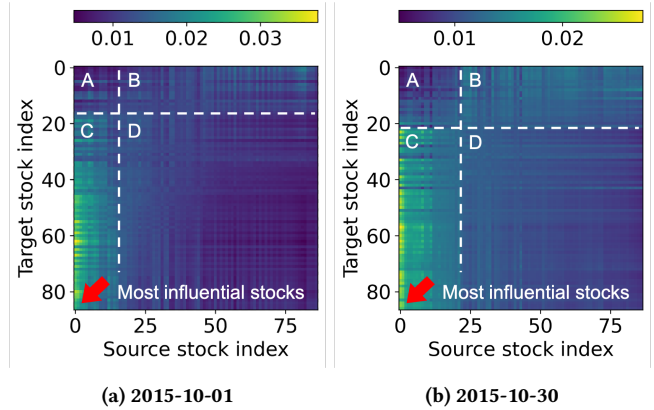 0.01 0.02 0.03
0
20
40
60
80
Target stock index
A B
C D
Most influential stocks
0 25 50 75
Source stock index
(a) 2015-10-01
0.01 0.02
0
20
40
60
80
Target stock index
A B
C D
Most influential stocks
0 25 50 75
Source stock index
(b) 2015-10-30